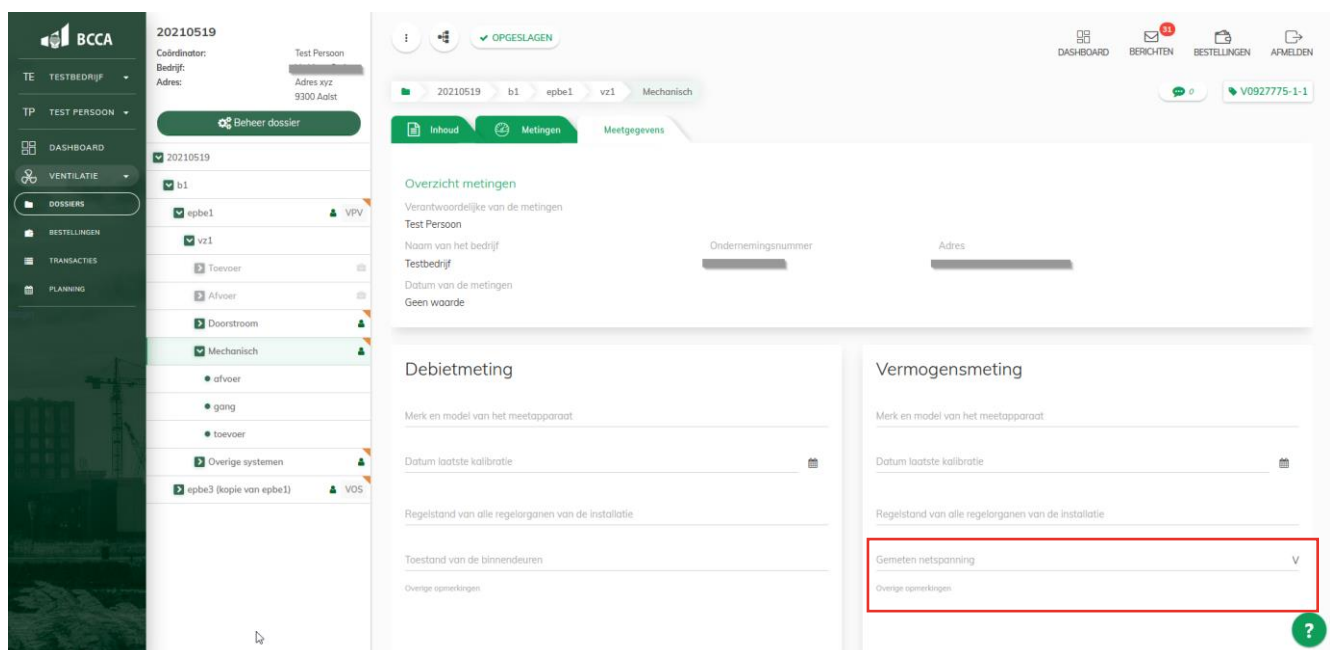 BCCA
TE TESTBEDRIJF
TP TEST PERSOON
DASHBOARD
VENTILATIE
DOSSIERS
BESTELLINGEN
TRANSACTIES
PLANNING
20210519
Coördinator: Test Persoon
Bedrijf:
Adres: Adres xyz
9300 Aalst
Beheer dossier
20210519
b1
epbe1 VPV
vz1
Toevoer
Afvoer
Doorstroom
Mechanisch
afvoer
gang
toevoer
Overige systemen
epbe3 (kopie van epbe1) VOS
OPGESLAGEN
DASHBOARD
31
BERICHTEN
BESTELLINGEN
AFMELDEN
20210519 b1 epbe1 vz1 Mechanisch
0
V0927775-1-1
Inhoud Metingen Meetgegevens
Overzicht metingen
Verantwoordelijke van de metingen
Test Persoon
Naam van het bedrijf Ondernemingsnummer Adres
Testbedrijf
Datum van de metingen
Geen waarde
Debietmeting
Merk en model van het meetapparaat
Datum laatste kalibratie
Regelstand van alle regelorganen van de installatie
Toestand van de binnendeuren
Overige opmerkingen
Vermogensmeting
Merk en model van het meetapparaat
Datum laatste kalibratie
Regelstand van alle regelorganen van de installatie
Gemeten netspanning V
Overige opmerkingen
?